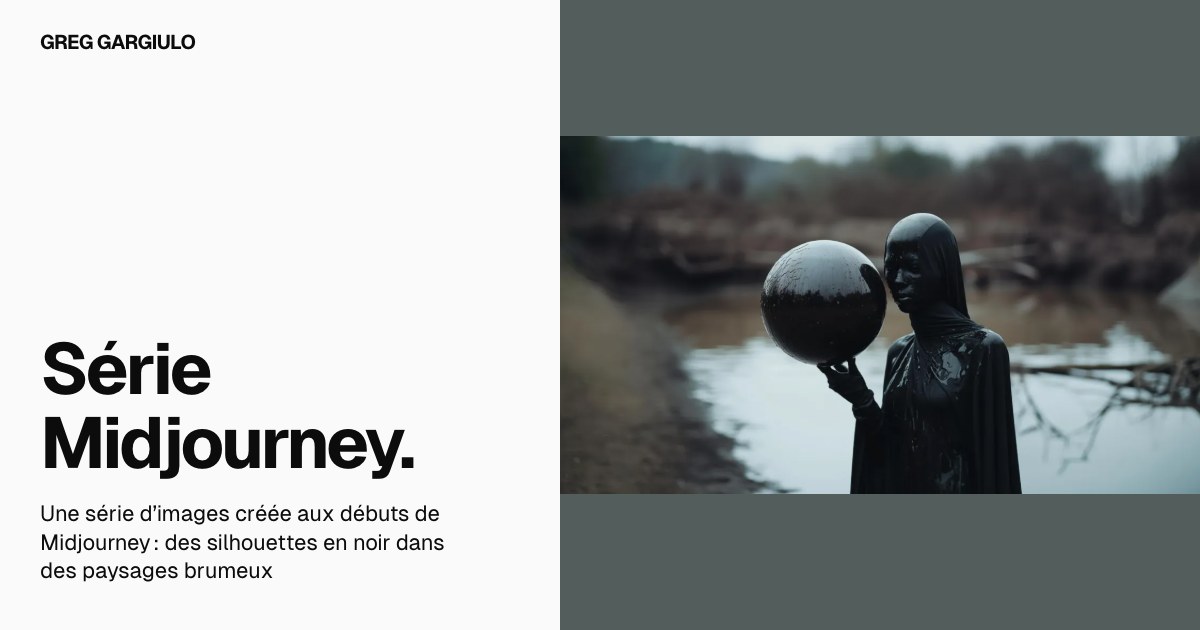 GREG GARGIULO
Série
Midjourney.
Une série d’images créée aux débuts de
Midjourney : des silhouettes en noir dans
des paysages brumeux